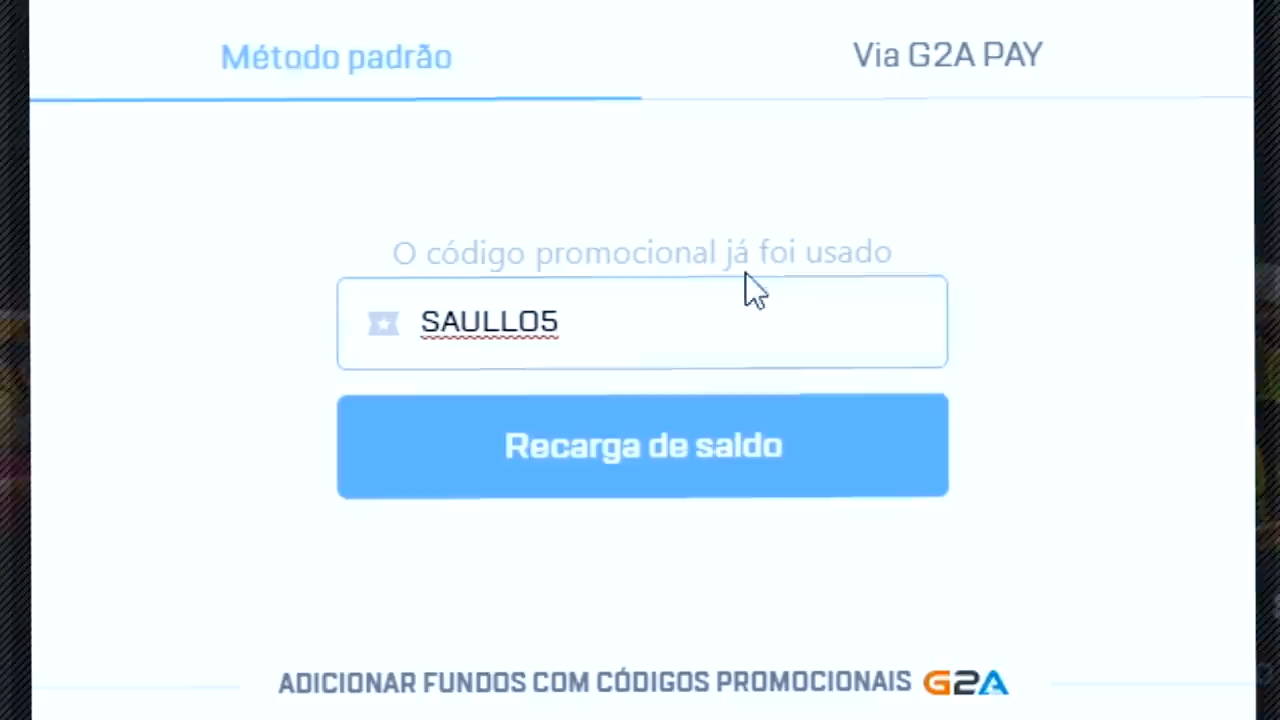 Método padrão
Via G2A PAY
O código promocional já foi usado
SAULLO5
Recarga de saldo
ADICIONAR FUNDOS COM CÓDIGOS PROMOCIONAIS G2A